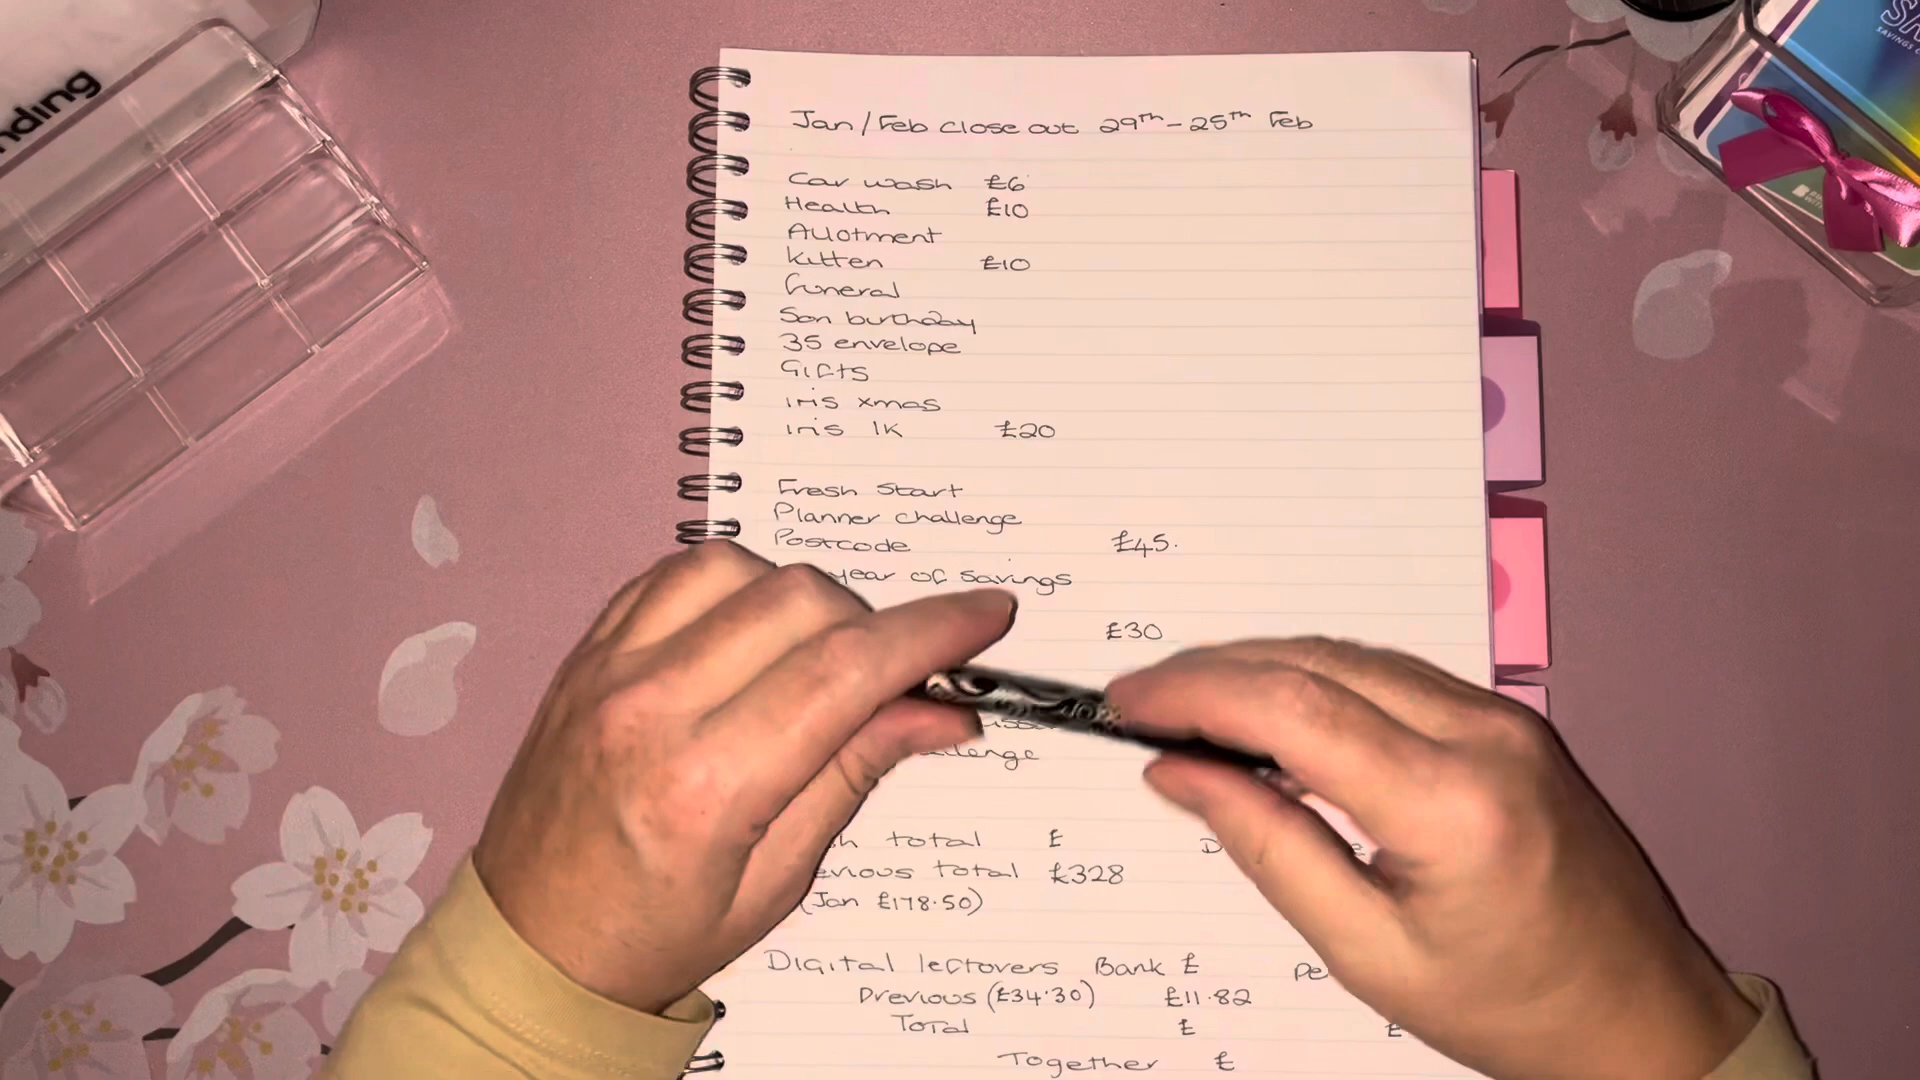 nding
Jan/Feb close out 29th - 25th Feb
Car wash £6
Health £10
Allotment
Kitten £10
Funeral
Son birthday
35 envelope
Gifts
iris xmas
iris 1K £20
Fresh Start
Planner challenge
Postcode £45.
year of savings
£30
total £
total £328
(Jan £178.50)
Digital leftovers Bank £
Previous (£34.30) £11.82
Total £ £
Together £